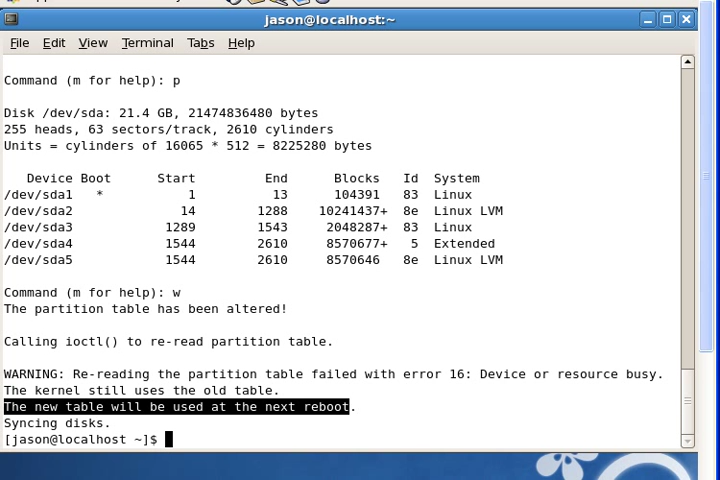 jason@localhost:~
File Edit View Terminal Tabs Help
Command (m for help): p
Disk /dev/sda: 21.4 GB, 21474836480 bytes
255 heads, 63 sectors/track, 2610 cylinders
Units = cylinders of 16065 * 512 = 8225280 bytes
Device Boot Start End Blocks Id System
/dev/sda1 * 1 13 104391 83 Linux
/dev/sda2 14 1288 10241437+ 8e Linux LVM
/dev/sda3 1289 1543 2048287+ 83 Linux
/dev/sda4 1544 2610 8570677+ 5 Extended
/dev/sda5 1544 2610 8570646 8e Linux LVM
Command (m for help): w
The partition table has been altered!
Calling ioctl() to re-read partition table.
WARNING: Re-reading the partition table failed with error 16: Device or resource busy.
The kernel still uses the old table.
The new table will be used at the next reboot.
Syncing disks.
[jason@localhost ~]$